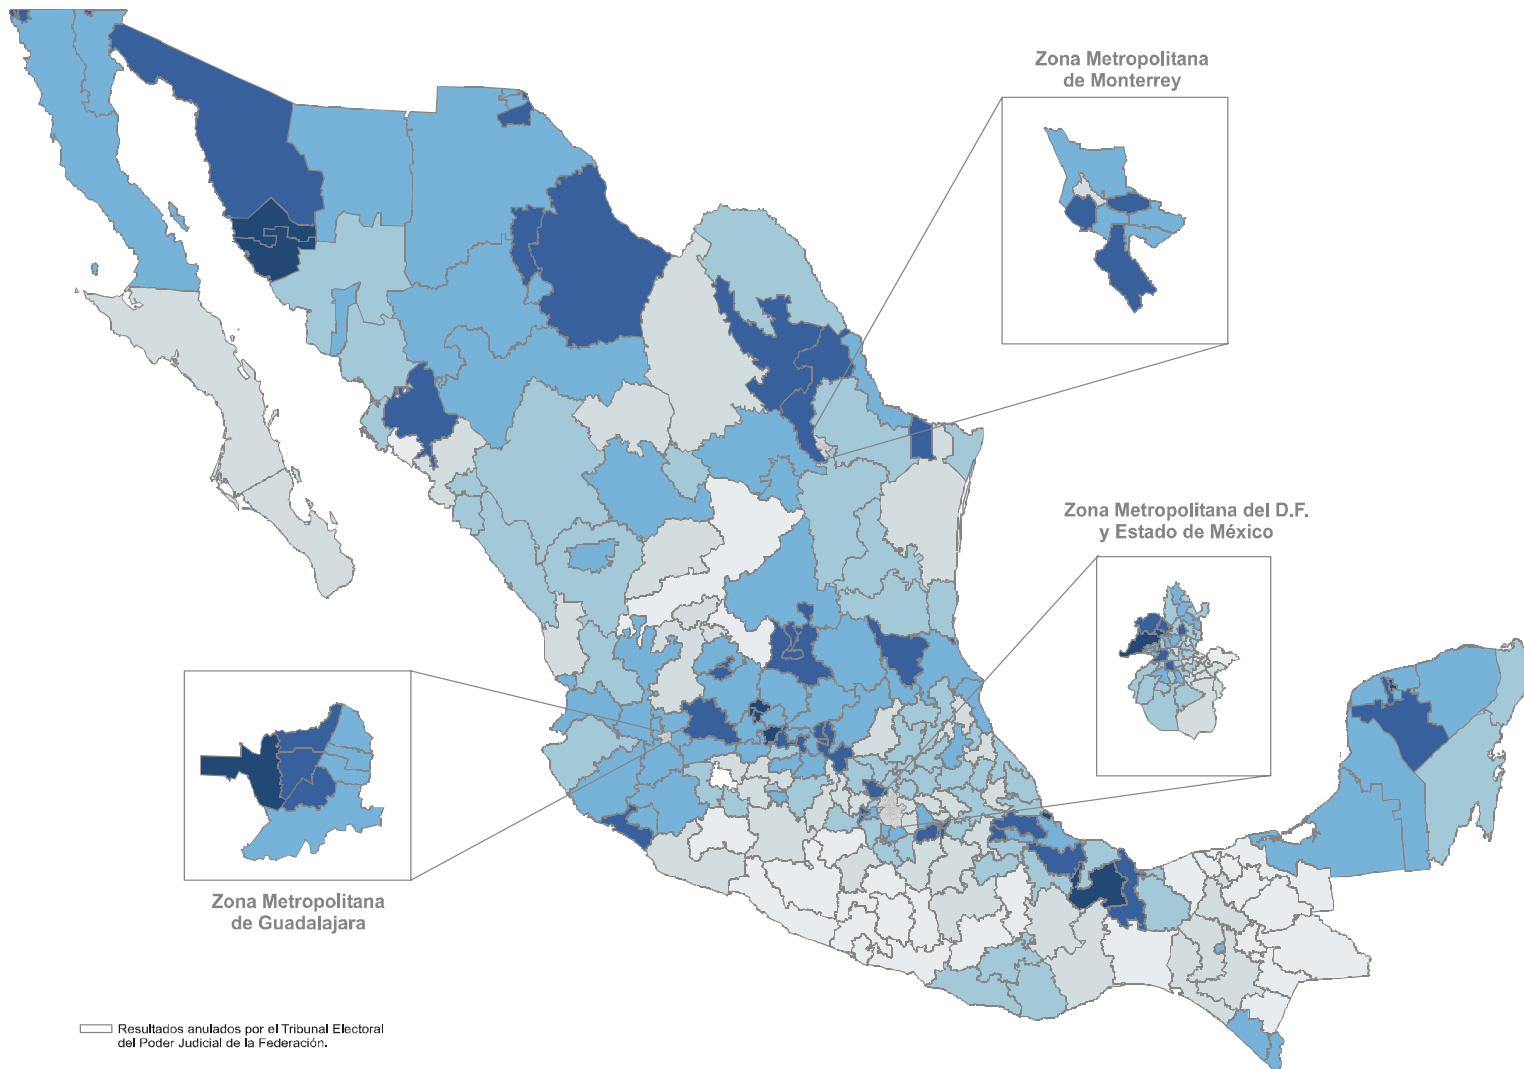 Zona Metropolitana
de Monterrey
Zona Metropolitana del D.F.
y Estado de México
Zona Metropolitana
de Guadalajara
Resultados anulados por el Tribunal Electoral
del Poder Judicial de la Federación.